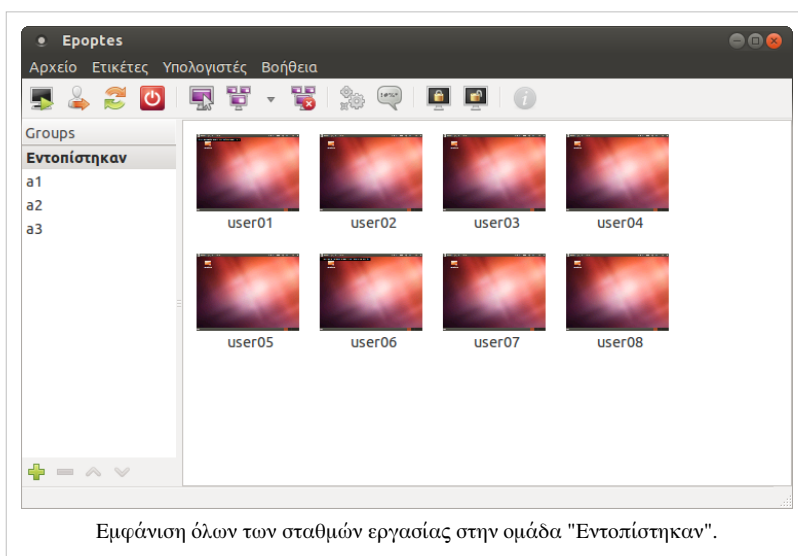 Epoptes
Αρχείο Ετικέτες Υπολογιστές Βοήθεια
Groups
Εντοπίστηκαν
a1
a2
a3
user01 user02 user03 user04
user05 user06 user07 user08
Εμφάνιση όλων των σταθμών εργασίας στην ομάδα "Εντοπίστηκαν".